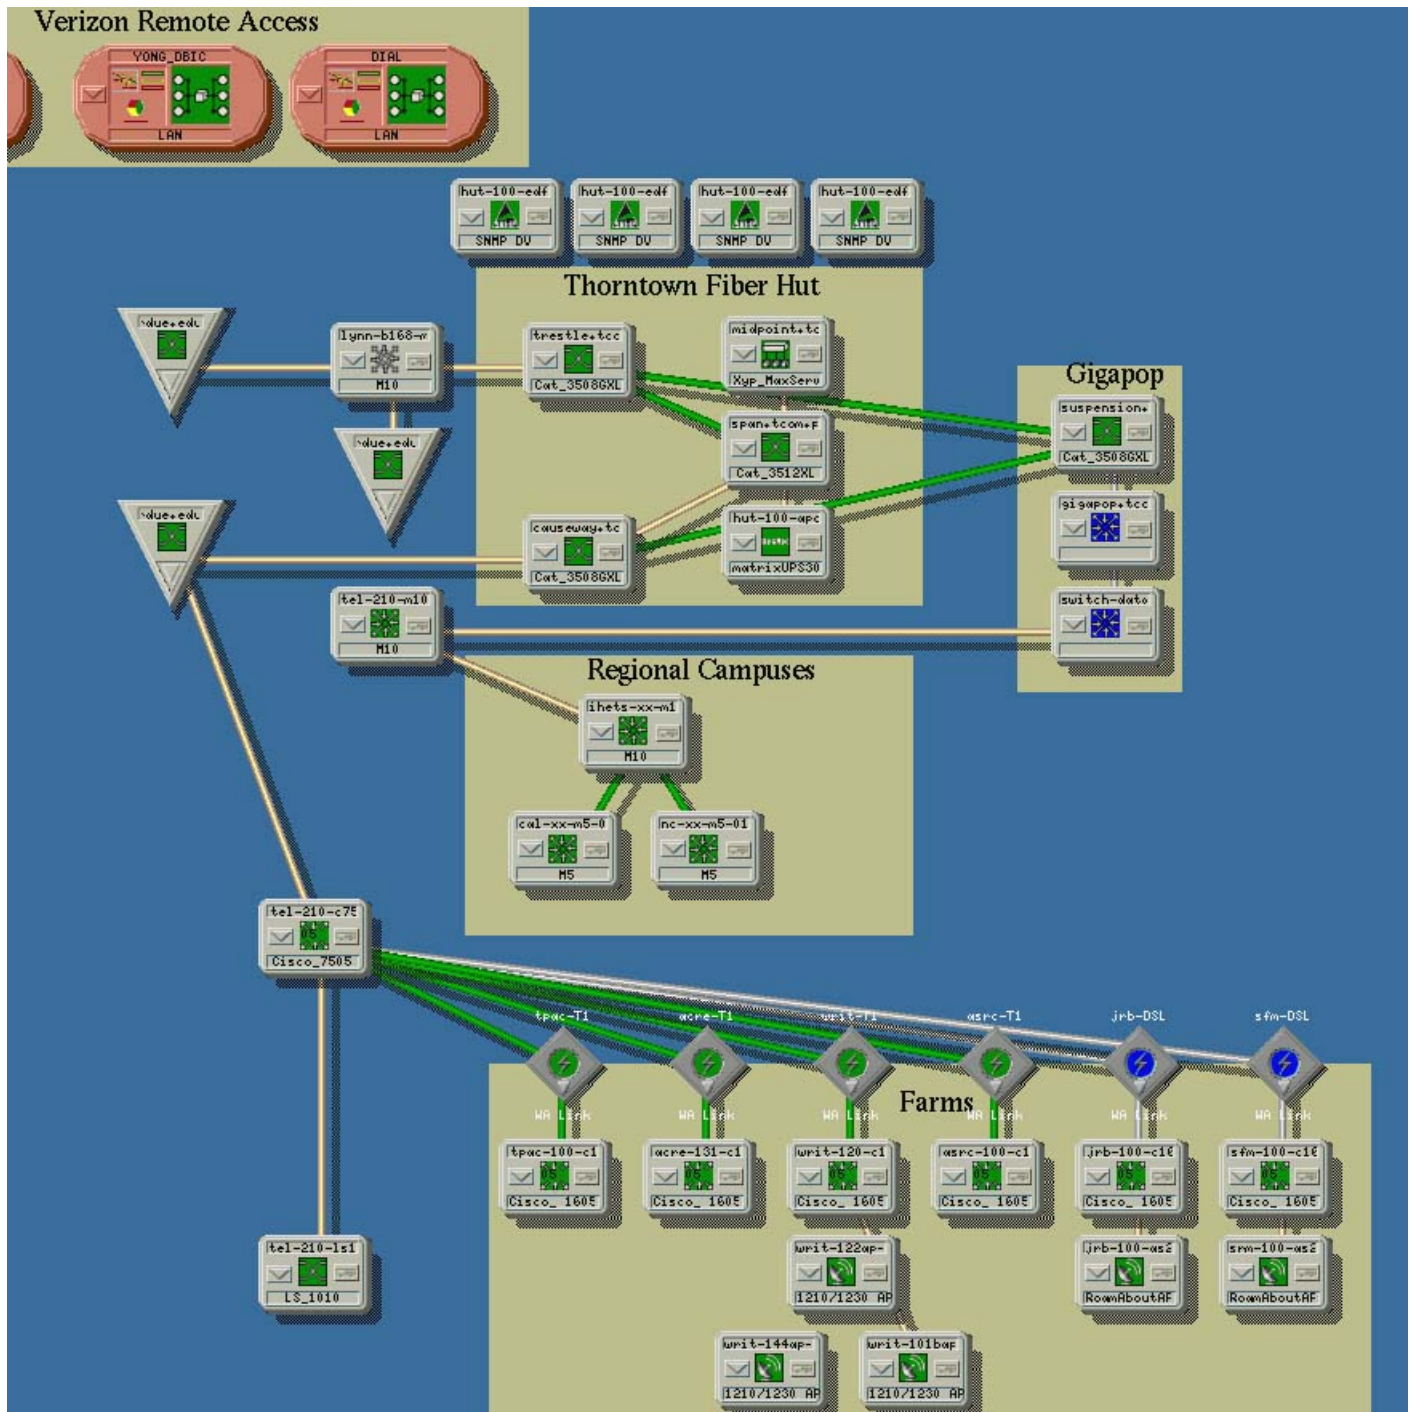 Verizon Remote Access
YONG_DBIC
DIAL
LAN
LAN
hut-100-edf
hut-100-edf
hut-100-edf
hut-100-edf
SNMP DV
SNMP DV
SNMP DV
SNMP DV
Thorntown Fiber Hut
lynn-b168-m
M10
trestle.tcc
Cat_3508GXL
midpoint.tc
Xyp_MaxServ
Gigapop
suspension.
Cat_3508GXL
span.tcom.p
Cat_3512XL
gigapop.tcc
causeway.tc
Cat_3508GXL
hut-100-apc
matrixUPS30
tel-210-m10
M10
switch-data
Regional Campuses
ihets-xx-m1
M10
cal-xx-m5-0
M5
nc-xx-m5-01
M5
tel-210-c75
Cisco_7505
tpac-T1
acre-T1
writ-T1
asrc-T1
jrb-DSL
sfm-DSL
Farms
WA Link
WA Link
WA Link
WA Link
WA Link
WA Link
tpac-100-c1
acre-131-c1
writ-120-c1
asrc-100-c1
jrb-100-c16
sfm-100-c16
Cisco_ 1605
Cisco_ 1605
Cisco_ 1605
Cisco_ 1605
Cisco_ 1605
Cisco_ 1605
tel-210-ls1
LS_1010
writ-122ap-
1210/1230 AP
jrb-100-as2
RoamAboutAP
srm-100-as2
RoamAboutAP
writ-144ap-
1210/1230 AP
writ-101bap
1210/1230 AP